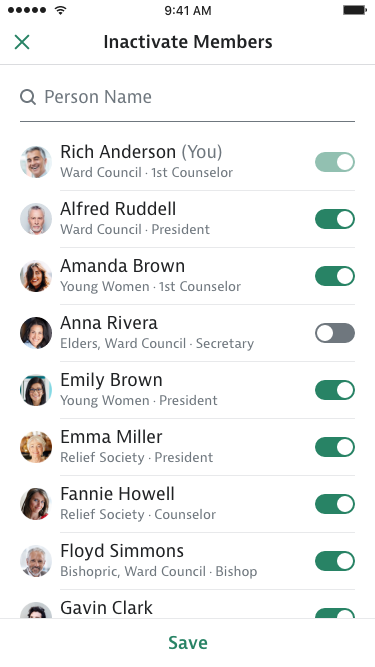 9:41 AM
Inactivate Members
Person Name
Rich Anderson (You)
Ward Council · 1st Counselor
Alfred Ruddell
Ward Council · President
Amanda Brown
Young Women · 1st Counselor
Anna Rivera
Elders, Ward Council · Secretary
Emily Brown
Young Women · President
Emma Miller
Relief Society · President
Fannie Howell
Relief Society · Counselor
Floyd Simmons
Bishopric, Ward Council · Bishop
Gavin Clark
Save